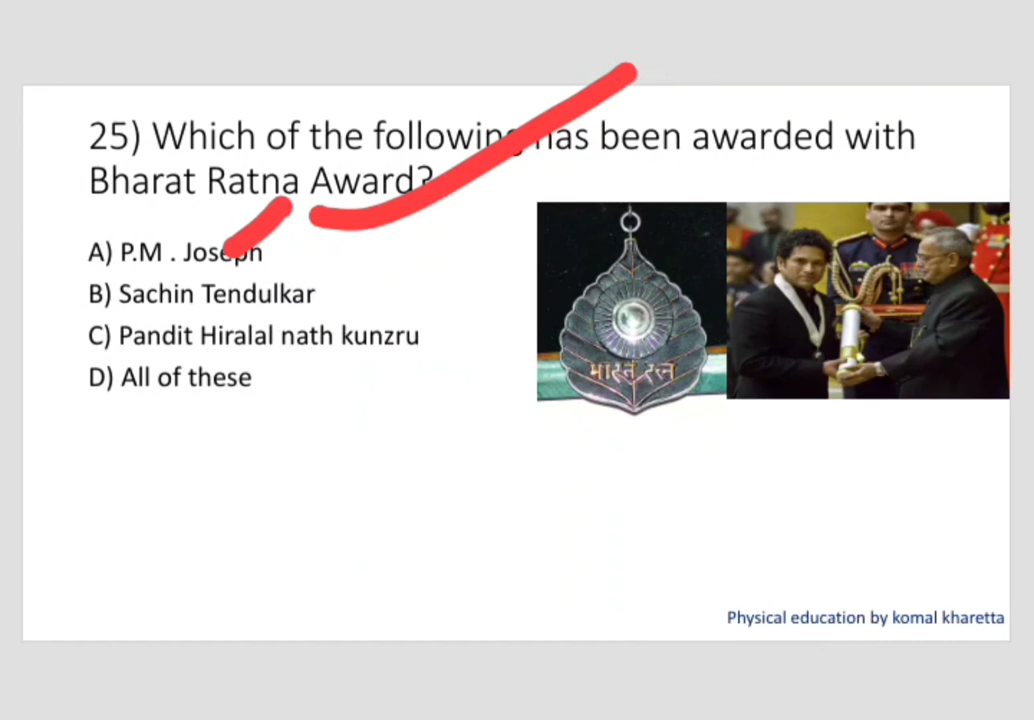 25) Which of the following has been awarded with
Bharat Ratna Award?
A) P.M . Joseph
B) Sachin Tendulkar
C) Pandit Hiralal nath kunzru
D) All of these
भारत रत्न
Physical education by komal kharetta